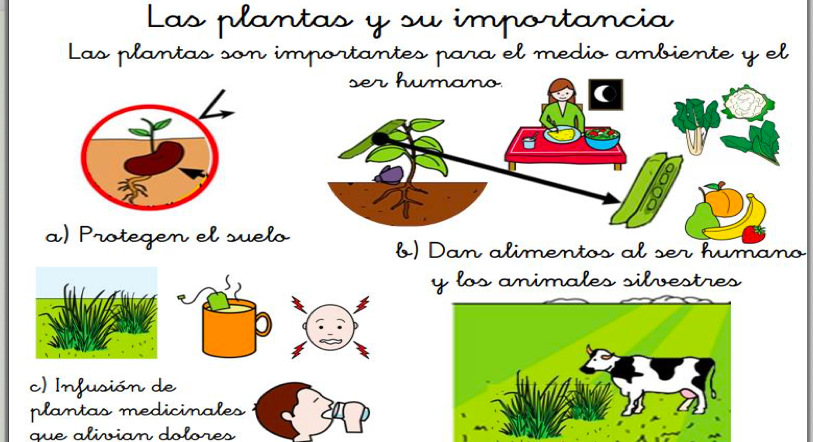 Las plantas y su importancia
Las plantas son importantes para el medio ambiente y el
ser humano.
a) Protegen el suelo
b) Dan alimentos al ser humano
y los animales silvestres
c) Infusión de
plantas medicinales
que alivian dolores